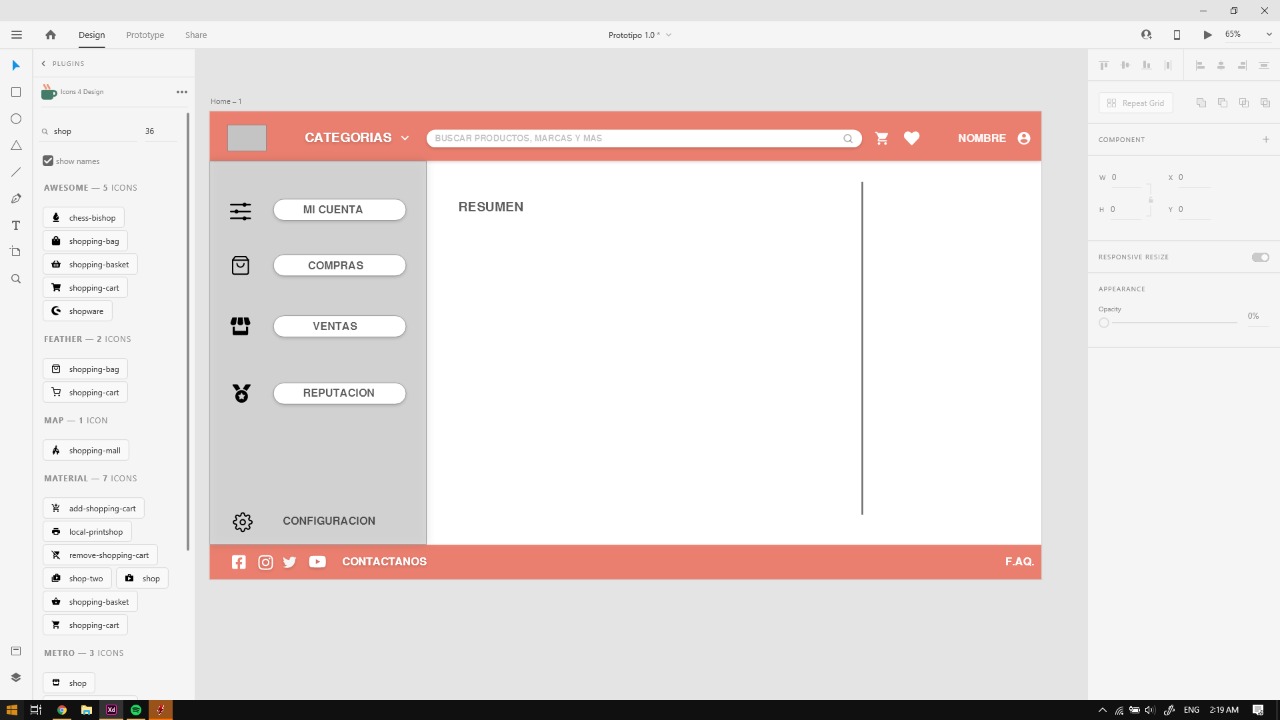 Design
Prototype
Share
Prototipo 1.0 *
65%
PLUGINS
Icons 4 Design
shop
36
show names
AWESOME — 5 ICONS
chess-bishop
shopping-bag
shopping-basket
shopping-cart
shopware
FEATHER — 2 ICONS
shopping-bag
shopping-cart
MAP — 1 ICON
shopping-mall
MATERIAL — 7 ICONS
add-shopping-cart
local-printshop
remove-shopping-cart
shop-two
shop
shopping-basket
shopping-cart
METRO — 3 ICONS
shop
Home – 1
CATEGORIAS
BUSCAR PRODUCTOS, MARCAS Y MAS
NOMBRE
MI CUENTA
COMPRAS
VENTAS
REPUTACION
CONFIGURACION
RESUMEN
CONTACTANOS
F.AQ.
Repeat Grid
COMPONENT
W 0
X 0
H 0
Y 0
RESPONSIVE RESIZE
APPEARANCE
Opacity
0%
Xd
ENG
2:19 AM